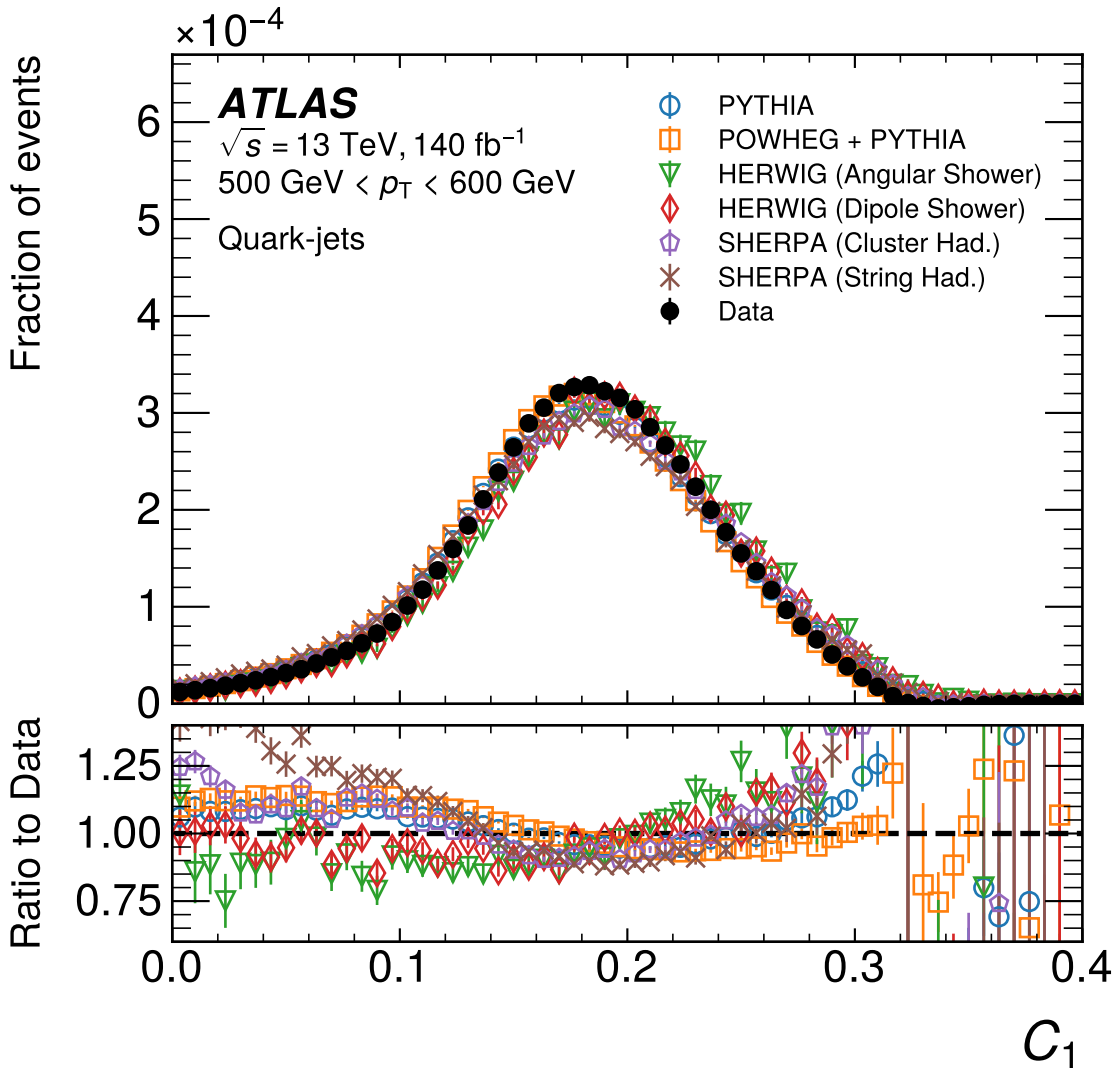 ×10⁻⁴
Fraction of events
6
5
4
3
2
1
0
ATLAS
√s = 13 TeV, 140 fb⁻¹
500 GeV < pT < 600 GeV
Quark-jets
PYTHIA
POWHEG + PYTHIA
HERWIG (Angular Shower)
HERWIG (Dipole Shower)
SHERPA (Cluster Had.)
SHERPA (String Had.)
Data
Ratio to Data
1.25
1.00
0.75
0.0 0.1 0.2 0.3 0.4
C₁